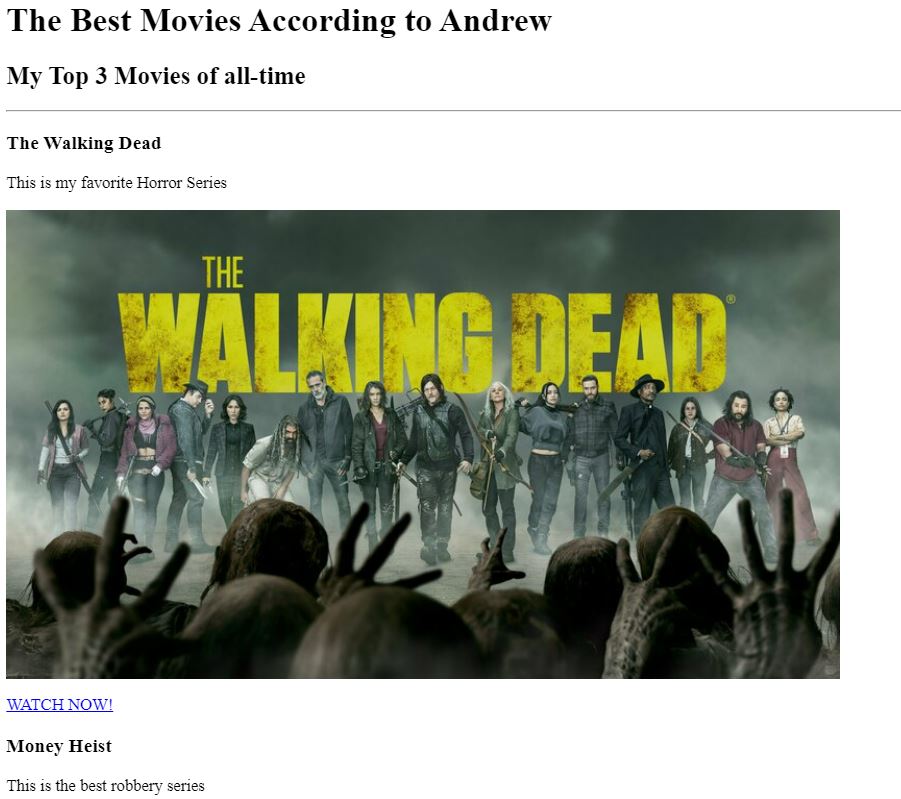 The Best Movies According to Andrew
My Top 3 Movies of all-time
The Walking Dead
This is my favorite Horror Series
THE
WALKING DEAD®
WATCH NOW!
Money Heist
This is the best robbery series